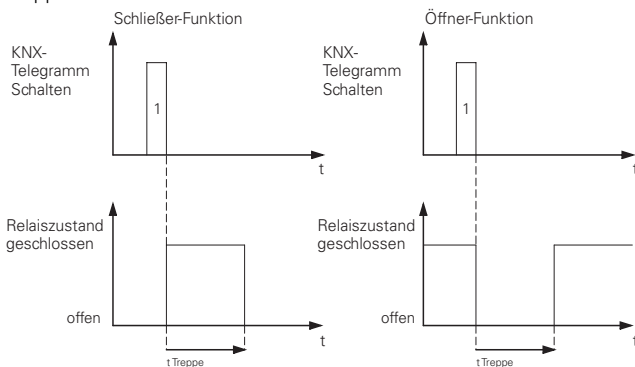 Schließer-Funktion
KNX-
Telegramm
Schalten
1
t
Relaiszustand
geschlossen
offen
t
t Treppe
Öffner-Funktion
KNX-
Telegramm
Schalten
1
t
Relaiszustand
geschlossen
offen
t
t Treppe